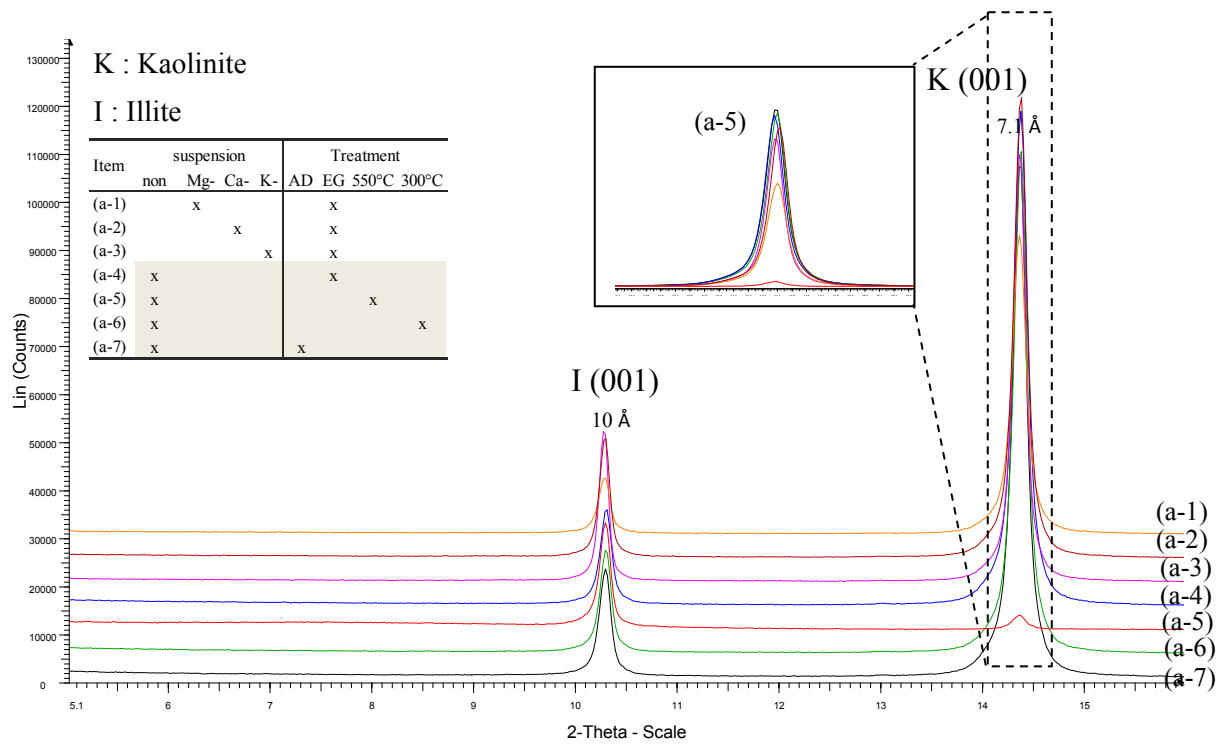 K : Kaolinite
I : Illite
Item suspension Treatment
non Mg- Ca- K- AD EG 550°C 300°C
(a-1) x x
(a-2) x x
(a-3) x x
(a-4) x x
(a-5) x x
(a-6) x x
(a-7) x x
(a-5)
K (001)
7.1 Å
I (001)
10 Å
(a-1)
(a-2)
(a-3)
(a-4)
(a-5)
(a-6)
(a-7)
Lin (Counts)
130000
120000
110000
100000
90000
80000
70000
60000
50000
40000
30000
20000
10000
0
5.1 6 7 8 9 10 11 12 13 14 15
2-Theta - Scale